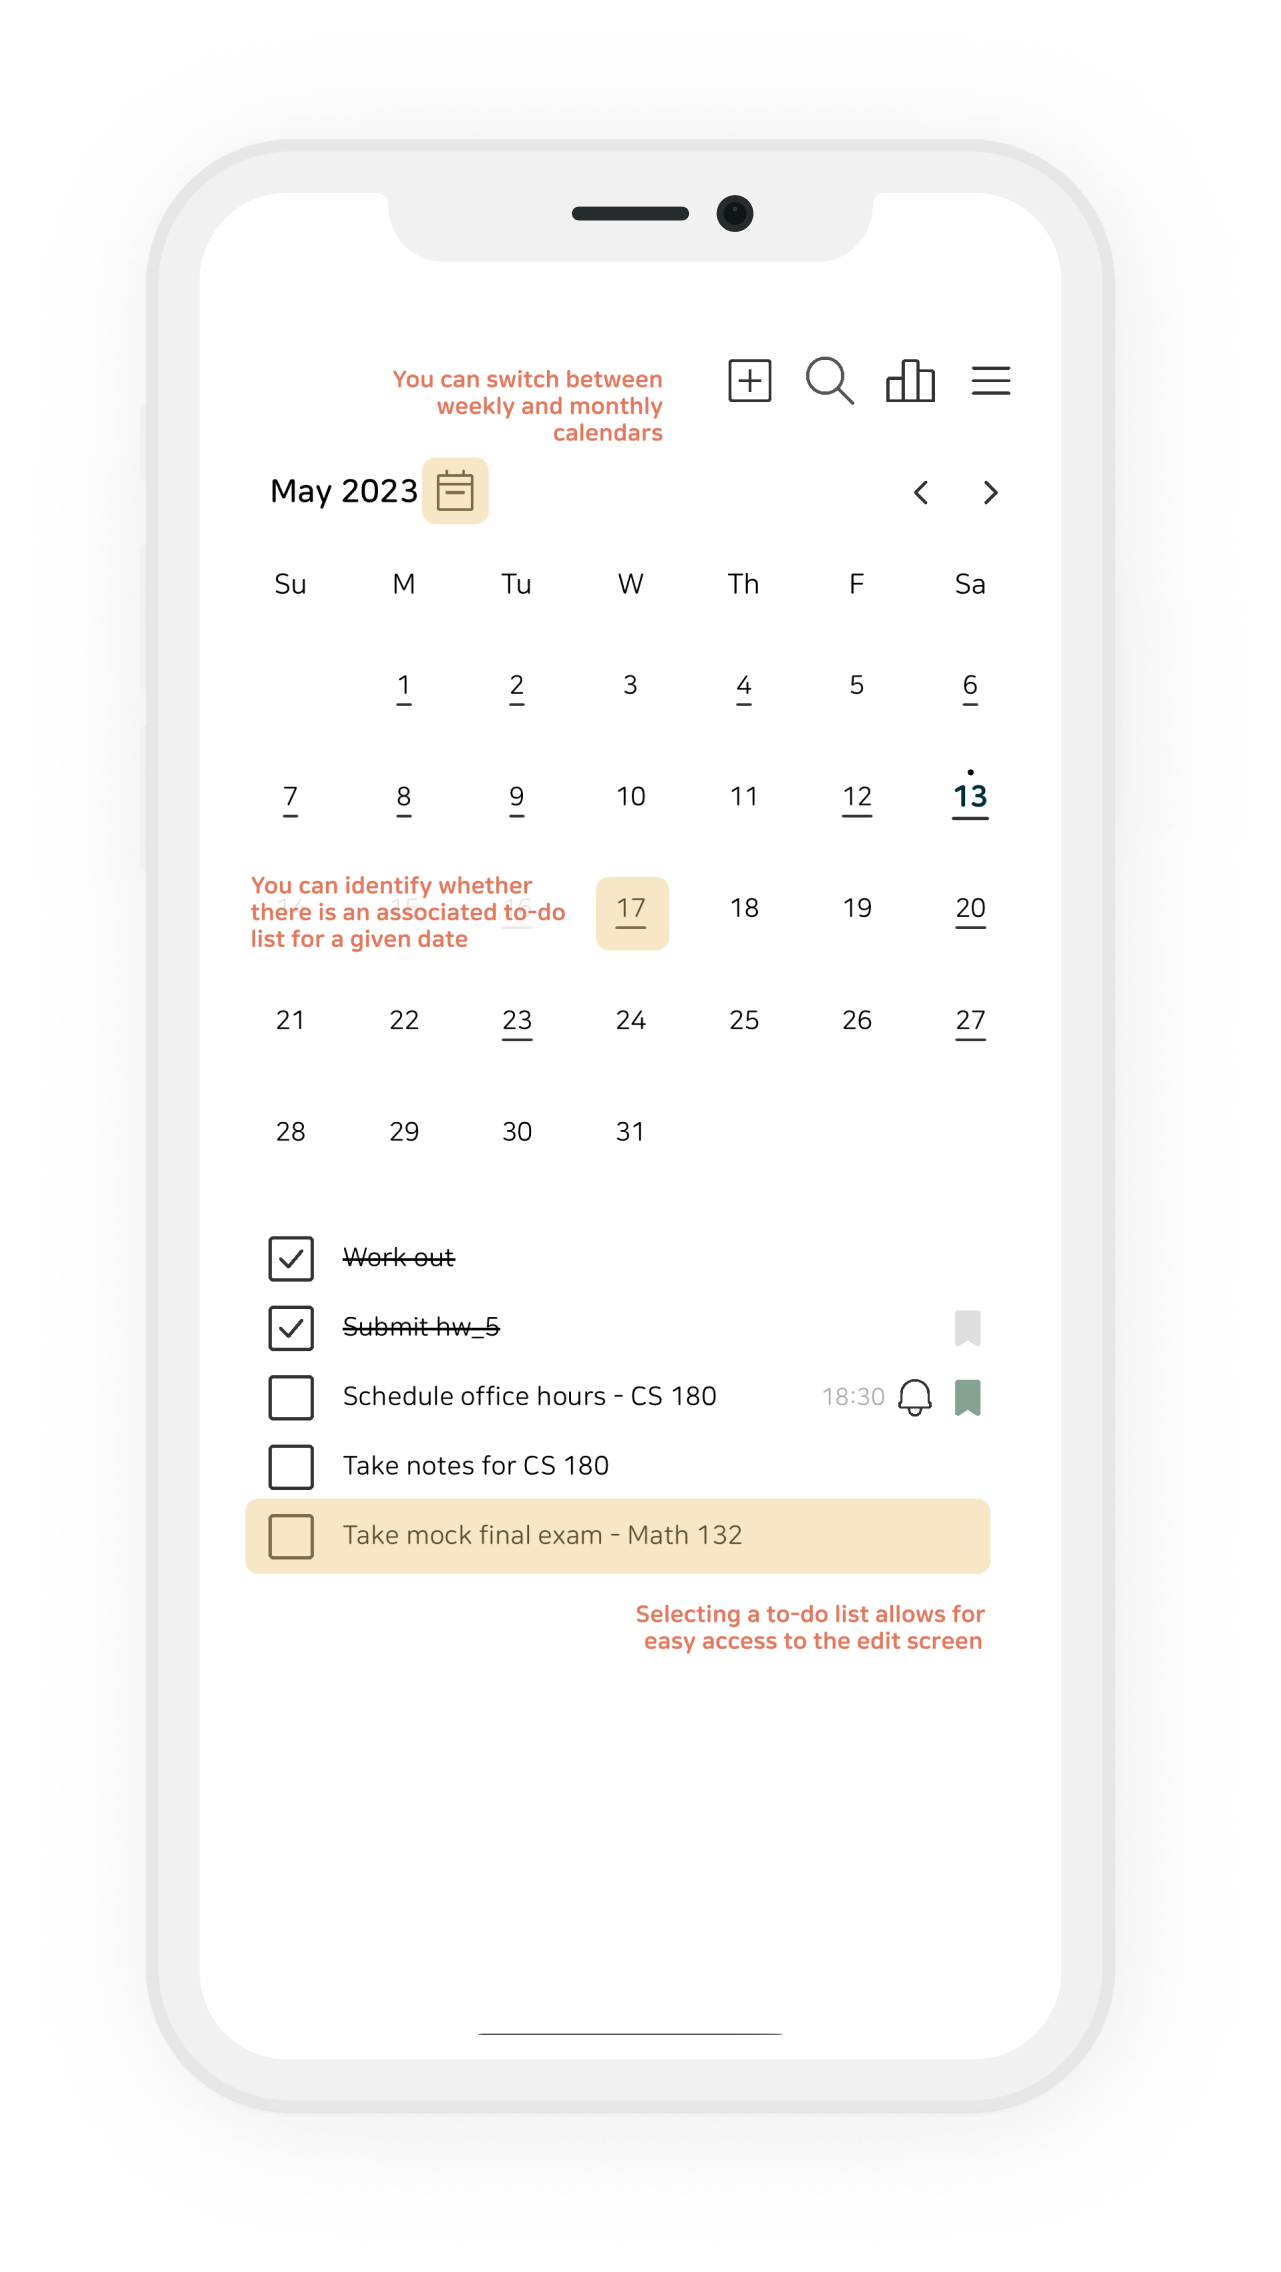 You can switch between
weekly and monthly
calendars
May 2023
Su M Tu W Th F Sa
1 2 3 4 5 6
7 8 9 10 11 12 13
You can identify whether
there is an associated to-do
list for a given date
14 15 16 17 18 19 20
21 22 23 24 25 26 27
28 29 30 31
Work out
Submit hw_5
Schedule office hours - CS 180 18:30
Take notes for CS 180
Take mock final exam - Math 132
Selecting a to-do list allows for
easy access to the edit screen